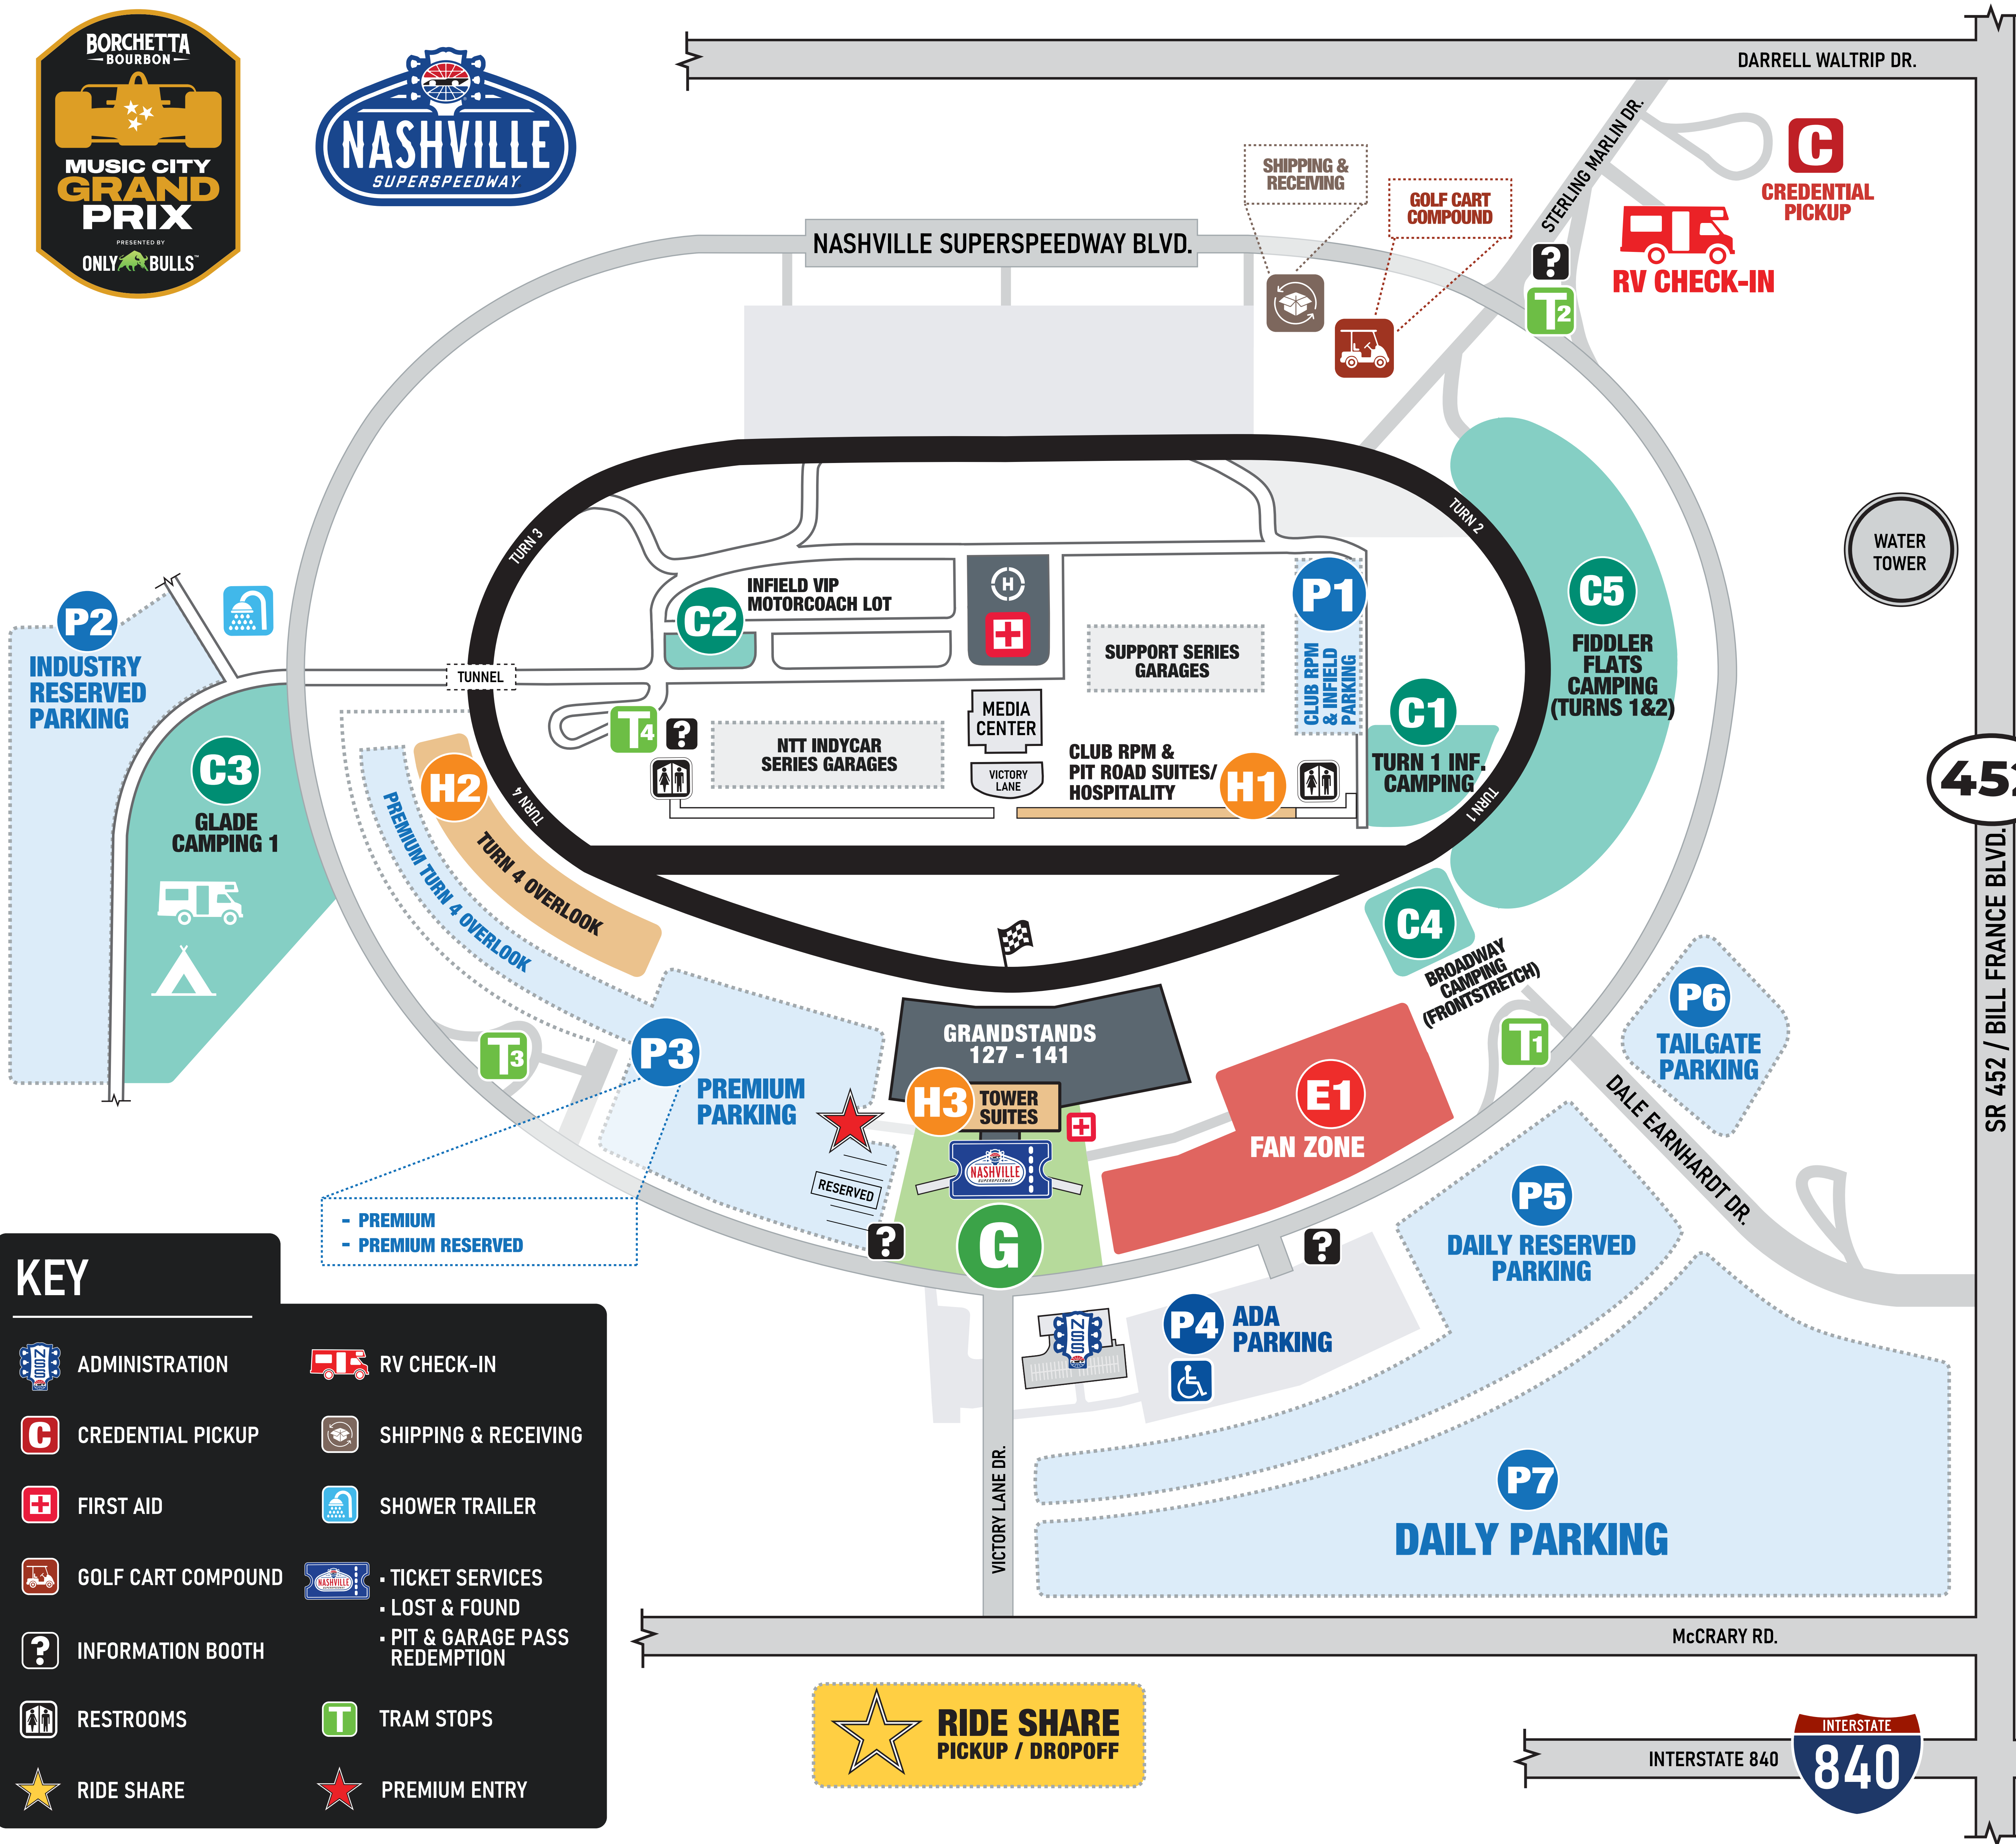 BORCHETTA
BOURBON
MUSIC CITY
GRAND
PRIX
PRESENTED BY
ONLY BULLS™
NASHVILLE
SUPERSPEEDWAY
DARRELL WALTRIP DR.
STERLING MARLIN DR.
C
CREDENTIAL
PICKUP
SHIPPING &
RECEIVING
GOLF CART
COMPOUND
NASHVILLE SUPERSPEEDWAY BLVD.
?
T2
RV CHECK-IN
TURN 3
TURN 2
WATER
TOWER
H
C2
INFIELD VIP
MOTORCOACH LOT
P1
CLUB RPM
& INFIELD
PARKING
SUPPORT SERIES
GARAGES
C5
FIDDLER
FLATS
CAMPING
(TURNS 1&2)
P2
INDUSTRY
RESERVED
PARKING
TUNNEL
T4
?
MEDIA
CENTER
NTT INDYCAR
SERIES GARAGES
VICTORY
LANE
CLUB RPM &
PIT ROAD SUITES/
HOSPITALITY
H1
C1
TURN 1 INF.
CAMPING
TURN 1
C3
GLADE
CAMPING 1
H2
TURN 4
TURN 4 OVERLOOK
PREMIUM TURN 4 OVERLOOK
452
SR 452 / BILL FRANCE BLVD.
C4
BROADWAY
CAMPING
(FRONTSTRETCH)
P6
TAILGATE
PARKING
T3
P3
PREMIUM
PARKING
GRANDSTANDS
127 - 141
H3
TOWER
SUITES
E1
FAN ZONE
T1
DALE EARNHARDT DR.
NASHVILLE
SUPERSPEEDWAY
RESERVED
- PREMIUM
- PREMIUM RESERVED
?
G
?
P5
DAILY RESERVED
PARKING
NSS
P4
ADA
PARKING
VICTORY LANE DR.
P7
DAILY PARKING
McCRARY RD.
RIDE SHARE
PICKUP / DROPOFF
INTERSTATE 840
INTERSTATE
840
KEY
NSS
ADMINISTRATION
C
CREDENTIAL PICKUP
FIRST AID
GOLF CART COMPOUND
?
INFORMATION BOOTH
RESTROOMS
RIDE SHARE
RV CHECK-IN
SHIPPING & RECEIVING
SHOWER TRAILER
NASHVILLE
· TICKET SERVICES
· LOST & FOUND
· PIT & GARAGE PASS
REDEMPTION
T
TRAM STOPS
PREMIUM ENTRY